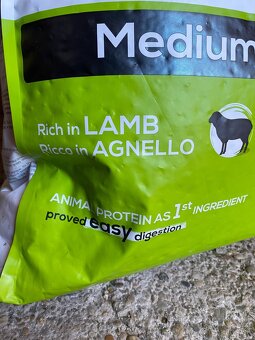 Medium
Rich in LAMB
Ricco in AGNELLO
ANIMAL PROTEIN AS 1st INGREDIENT
proved easy digestion